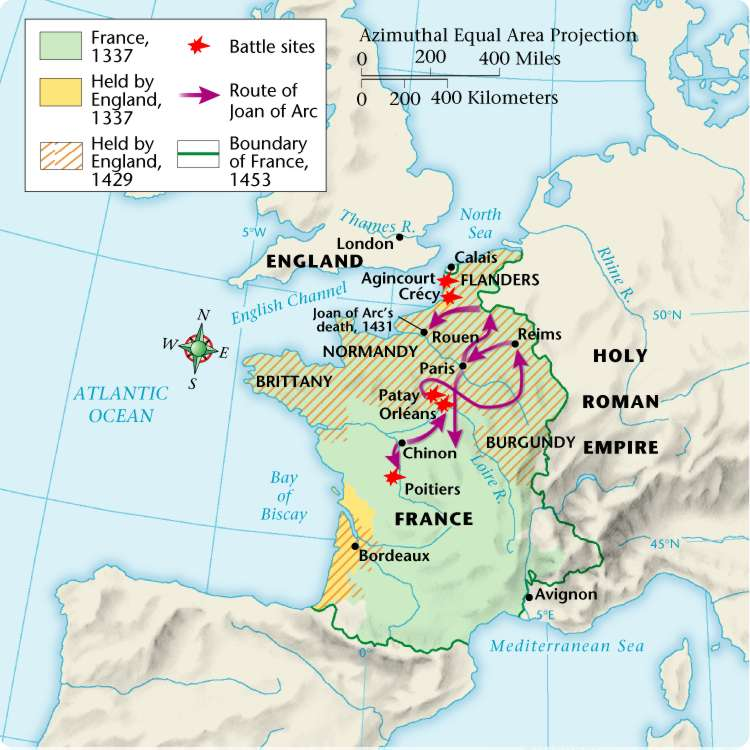 France,
1337
Held by
England,
1337
Held by
England,
1429
Battle sites
Route of
Joan of Arc
Boundary
of France,
1453
Azimuthal Equal Area Projection
0 200 400 Miles
0 200 400 Kilometers
North
Sea
Thames R.
5°W
London
ENGLAND
Calais
Agincourt
FLANDERS
Crécy
Rhine R.
English Channel
Joan of Arc's
death, 1431
50°N
N
W E
S
Rouen
Reims
NORMANDY
Paris
HOLY
ROMAN
EMPIRE
BRITTANY
ATLANTIC
OCEAN
Patay
Orléans
BURGUNDY
Chinon
Loire R.
Bay
of
Biscay
Poitiers
FRANCE
45°N
Bordeaux
Avignon
5°E
Mediterranean Sea
0°